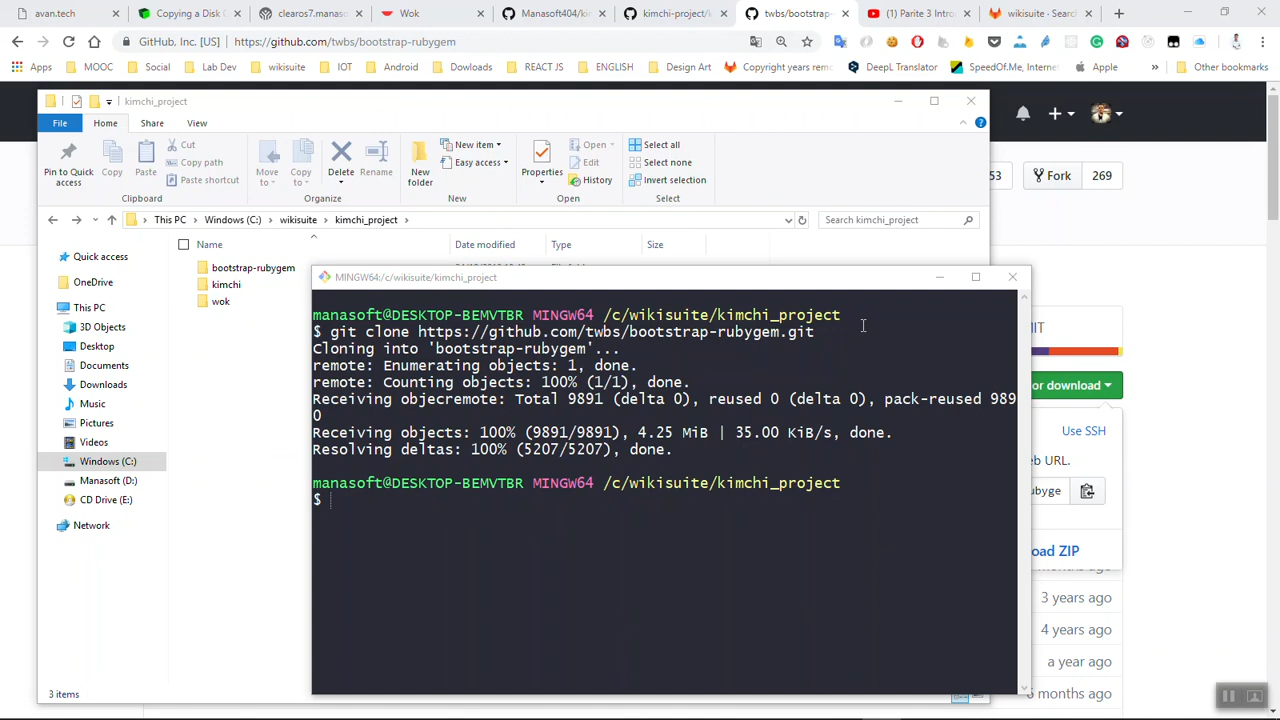 avan.tech
Copying a Disk C
clearos7.manasc
Wok
Manasoft404/kim
kimchi-project/k
twbs/bootstrap-
Parite 3 Intro
wikisuite · Searc
GitHub, Inc. [US]
https://github.com/twbs/bootstrap-rubygem
Apps
MOOC
Social
Lab Dev
wikisuite
IOT
Android
Dowloads
REACT JS
ENGLISH
Design Art
Copyright years rem
DeepL Translator
SpeedOf.Me, Internet
Apple
»
Other bookmarks
kimchi_project
File
Home
Share
View
Pin to Quick
access
Copy
Paste
Cut
Copy path
Paste shortcut
Clipboard
Move
to
Copy
to
Delete
Rename
Organize
New
folder
New item
Easy access
New
Properties
Open
Edit
History
Open
Select all
Select none
Invert selection
Select
53
Fork
269
This PC
Windows (C:)
wikisuite
kimchi_project
Search kimchi_project
Name
Date modified
Type
Size
Quick access
OneDrive
This PC
3D Objects
Desktop
Documents
Downloads
Music
Pictures
Videos
Windows (C:)
Manasoft (D:)
CD Drive (E:)
Network
bootstrap-rubygem
kimchi
wok
3 items
MINGW64:/c/wikisuite/kimchi_project
manasoft@DESKTOP-BEMVTBR MINGW64 /c/wikisuite/kimchi_project
$ git clone https://github.com/twbs/bootstrap-rubygem.git
Cloning into 'bootstrap-rubygem'...
remote: Enumerating objects: 1, done.
remote: Counting objects: 100% (1/1), done.
Receiving objecremote: Total 9891 (delta 0), reused 0 (delta 0), pack-reused 989
0
Receiving objects: 100% (9891/9891), 4.25 MiB | 35.00 KiB/s, done.
Resolving deltas: 100% (5207/5207), done.
manasoft@DESKTOP-BEMVTBR MINGW64 /c/wikisuite/kimchi_project
$
IT
or download
Use SSH
eb URL.
ubyge
oad ZIP
3 years ago
4 years ago
a year ago
6 months ago